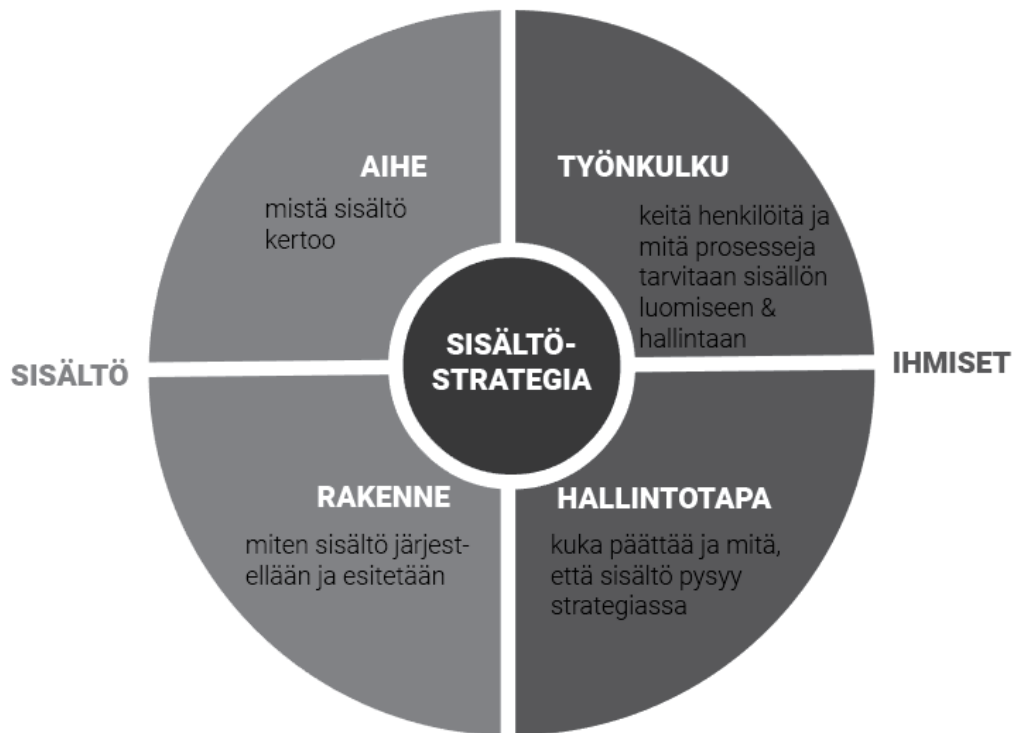 AIHE
mistä sisältö
kertoo
TYÖNKULKU
keitä henkilöitä ja
mitä prosesseja
tarvitaan sisällön
luomiseen &
hallintaan
SISÄLTÖ
SISÄLTÖ-
STRATEGIA
IHMISET
RAKENNE
miten sisältö järjest-
ellään ja esitetään
HALLINTOTAPA
kuka päättää ja mitä,
että sisältö pysyy
strategiassa